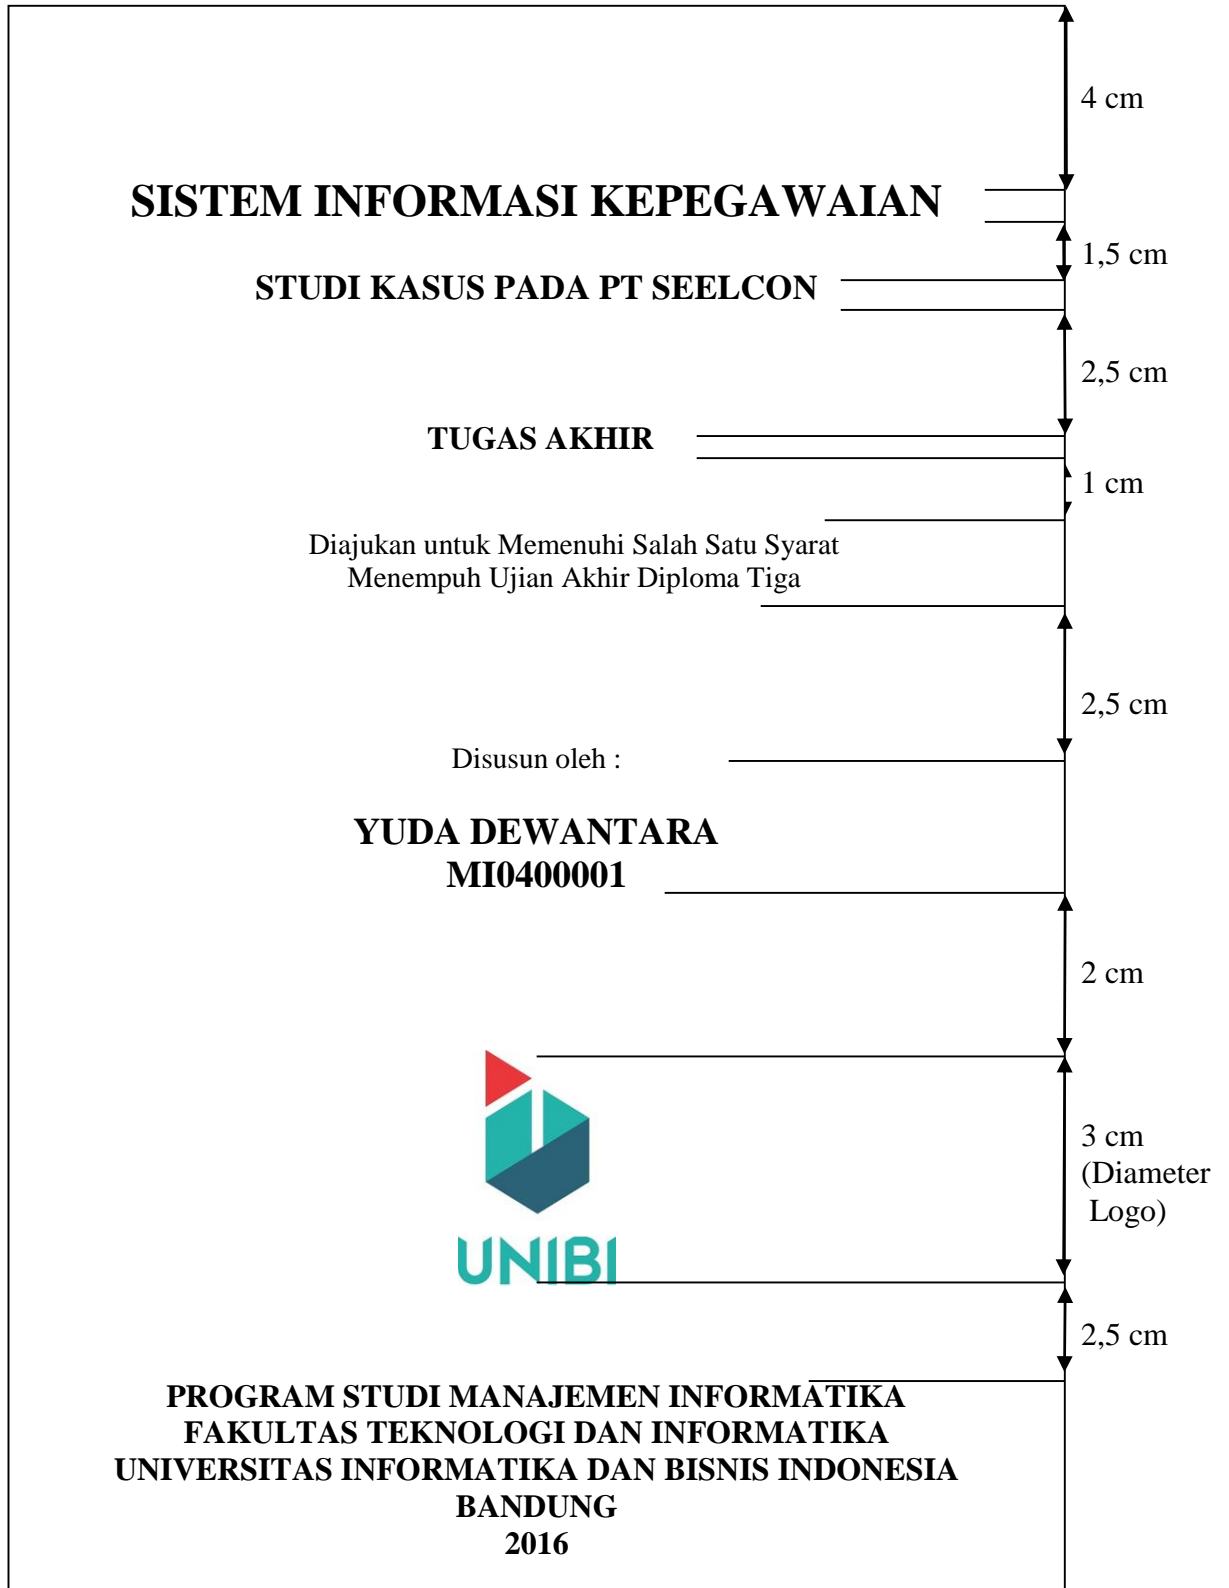 4 cm
SISTEM INFORMASI KEPEGAWAIAN
1,5 cm
STUDI KASUS PADA PT SEELCON
2,5 cm
TUGAS AKHIR
1 cm
Diajukan untuk Memenuhi Salah Satu Syarat
Menempuh Ujian Akhir Diploma Tiga
2,5 cm
Disusun oleh :
YUDA DEWANTARA
MI0400001
2 cm
3 cm
(Diameter
Logo)
UNIBI
2,5 cm
PROGRAM STUDI MANAJEMEN INFORMATIKA
FAKULTAS TEKNOLOGI DAN INFORMATIKA
UNIVERSITAS INFORMATIKA DAN BISNIS INDONESIA
BANDUNG
2016